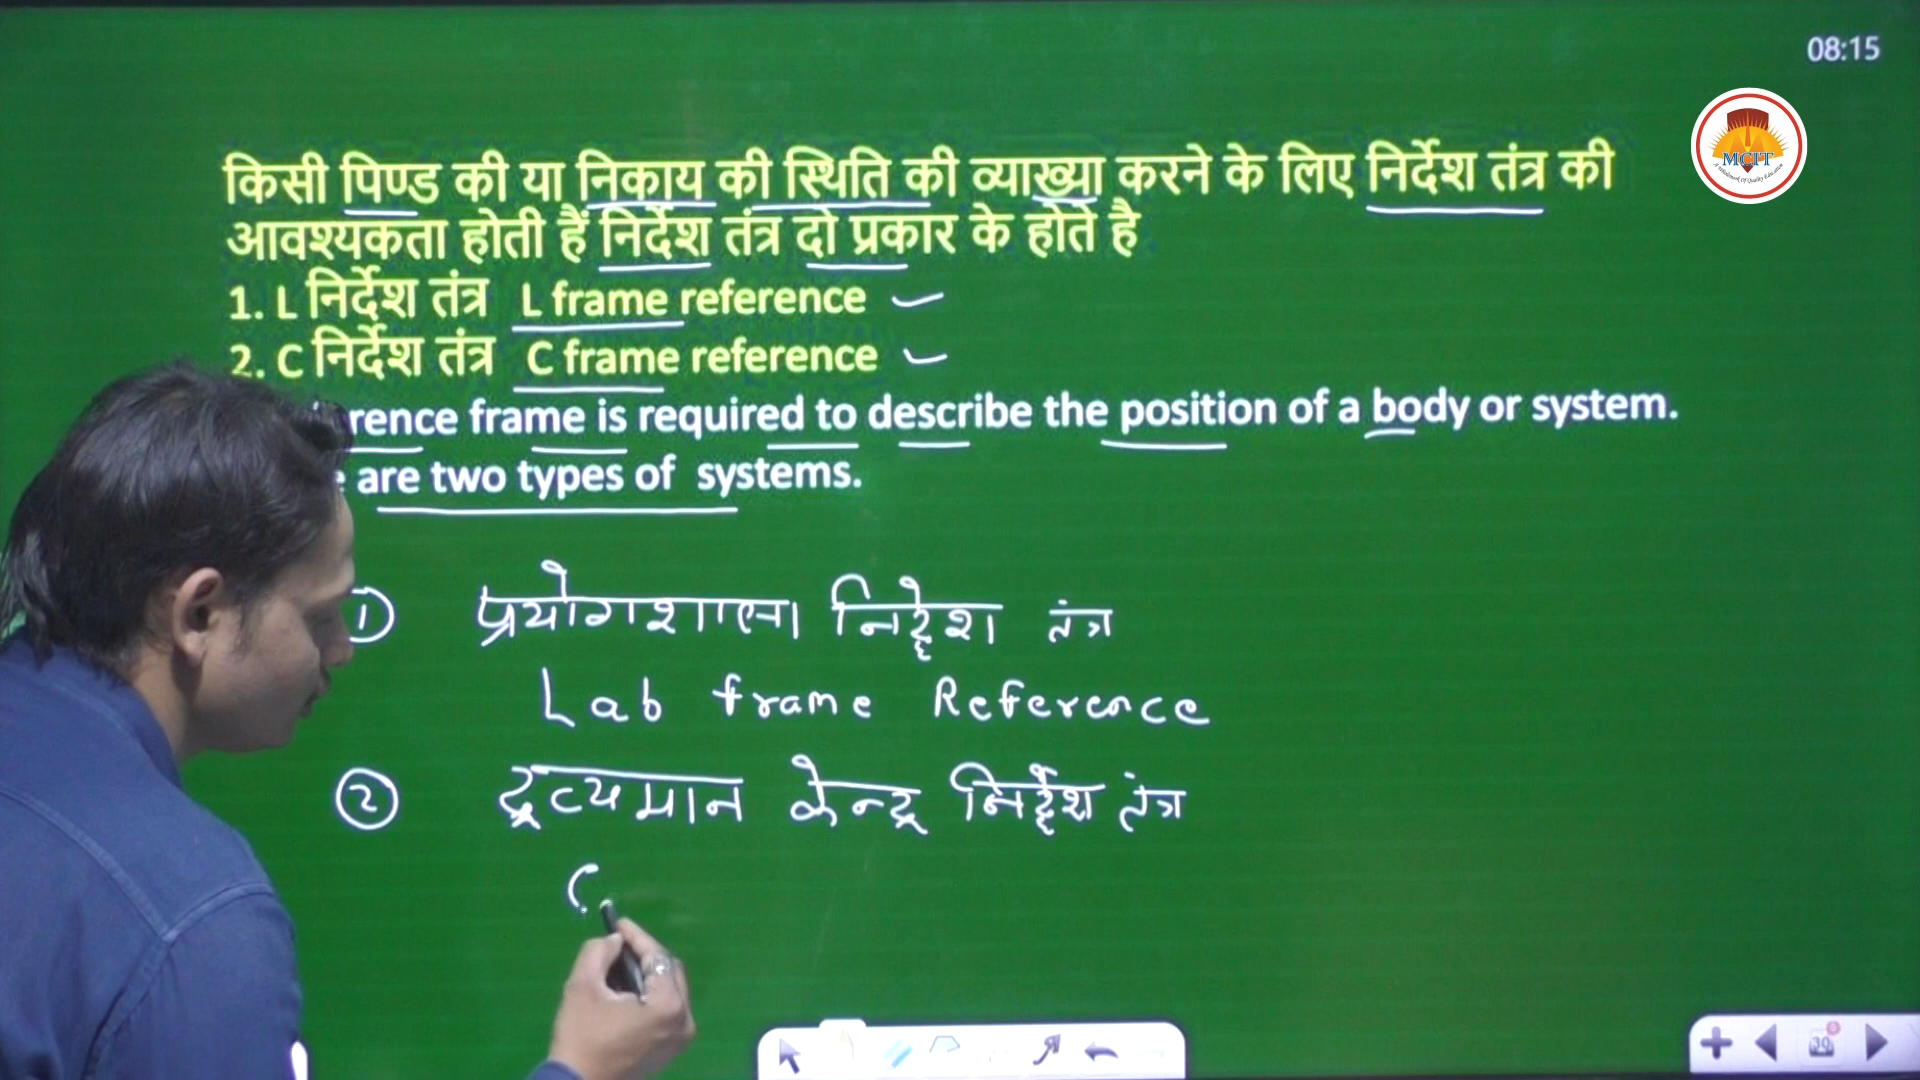 08:15
MCIT
किसी पिण्ड की या निकाय की स्थिति की व्याख्या करने के लिए निर्देश तंत्र की
आवश्यकता होती हैं निर्देश तंत्र दो प्रकार के होते है
1. L निर्देश तंत्र L frame reference
2. C निर्देश तंत्र C frame reference
rence frame is required to describe the position of a body or system.
e are two types of systems.
1 प्रयोगशाला निर्द्देश तंत्र
Lab frame Reference
2 द्रव्यमान केन्द्र निर्द्देश तंत्र
C